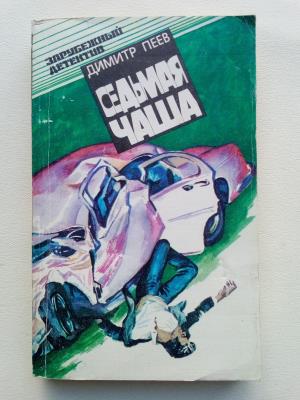 ЗАРУБЕЖНЫЙ
ДЕТЕКТИВ
ДИМИТР ПЕЕВ
СЕДЬМАЯ
ЧАША